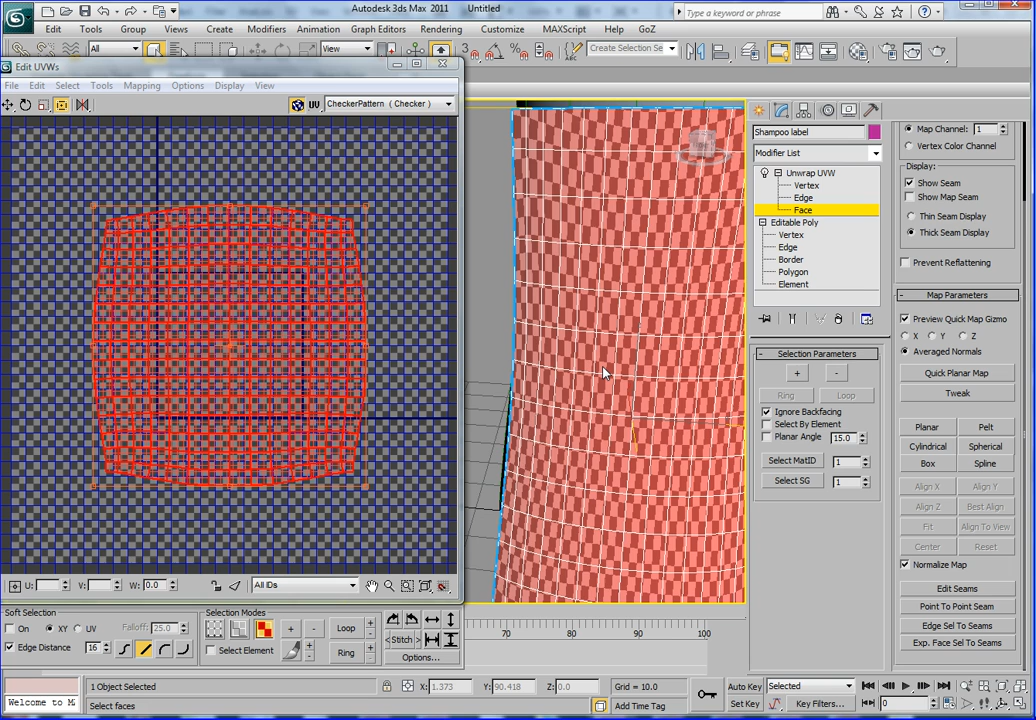 Autodesk 3ds Max 2011 Untitled
Type a keyword or phrase
Edit Tools Group Views Create Modifiers Animation Graph Editors Rendering Customize MAXScript Help GoZ
All View 3 Create Selection Se
Edit UVWs
File Edit Select Tools Mapping Options Display View
UV CheckerPattern ( Checker )
U: V: W: 0.0 All IDs
Soft Selection
On XY UV Falloff: 25.0
Edge Distance 16
Selection Modes
+ - Loop
Select Element Ring
Stitch
Options...
70 80 90 100
Shampoo label
Modifier List
Unwrap UVW
Vertex
Edge
Face
Editable Poly
Vertex
Edge
Border
Polygon
Element
- Selection Parameters
+ -
Ring Loop
Ignore Backfacing
Select By Element
Planar Angle 15.0
Select MatID 1
Select SG 1
Map Channel: 1
Vertex Color Channel
Display:
Show Seam
Show Map Seam
Thin Seam Display
Thick Seam Display
Prevent Reflattening
- Map Parameters
Preview Quick Map Gizmo
X Y Z
Averaged Normals
Quick Planar Map
Tweak
Planar Pelt
Cylindrical Spherical
Box Spline
Align X Align Y
Align Z Best Align
Fit Align To View
Center Reset
Normalize Map
Edit Seams
Point To Point Seam
Edge Sel To Seams
Exp. Face Sel To Seams
1 Object Selected X: 1.373 Y: 90.418 Z: 0.0 Grid = 10.0 Auto Key Selected
Welcome to M Select faces Add Time Tag Set Key Key Filters... 0